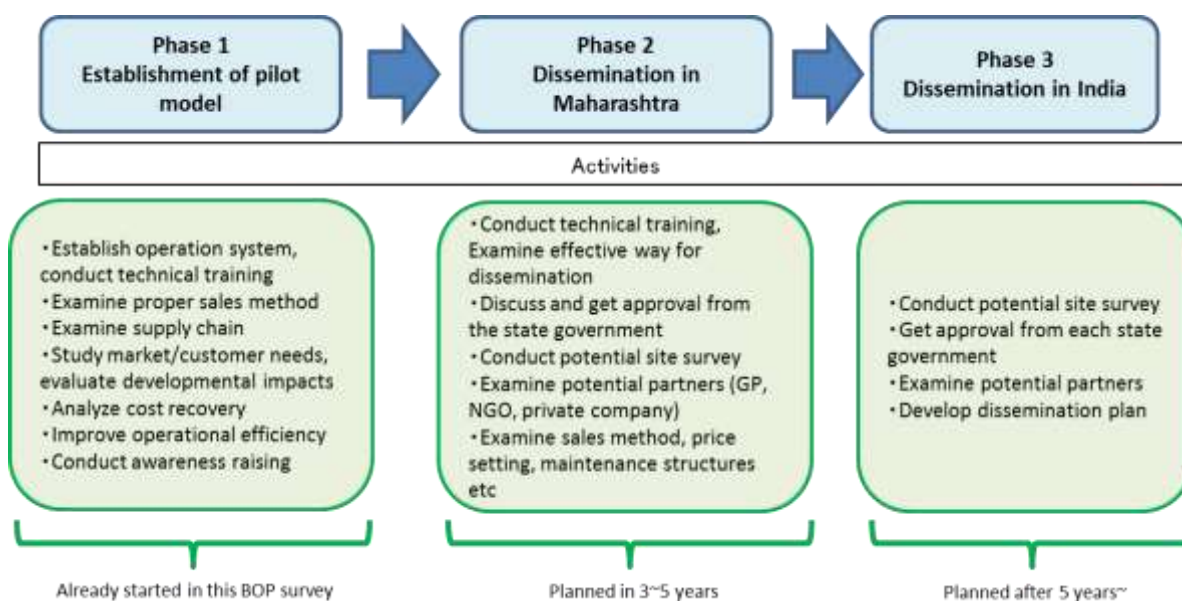 Phase 1
Establishment of pilot
model
Phase 2
Dissemination in
Maharashtra
Phase 3
Dissemination in India
Activities
・Establish operation system,
conduct technical training
・Examine proper sales method
・Examine supply chain
・Study market/customer needs,
evaluate developmental impacts
・Analyze cost recovery
・Improve operational efficiency
・Conduct awareness raising
・Conduct technical training,
Examine effective way for
dissemination
・Discuss and get approval from
the state government
・Conduct potential site survey
・Examine potential partners (GP,
NGO, private company)
・Examine sales method, price
setting, maintenance structures
etc
・Conduct potential site survey
・Get approval from each state
government
・Examine potential partners
・Develop dissemination plan
Already started in this BOP survey
Planned in 3~5 years
Planned after 5 years~